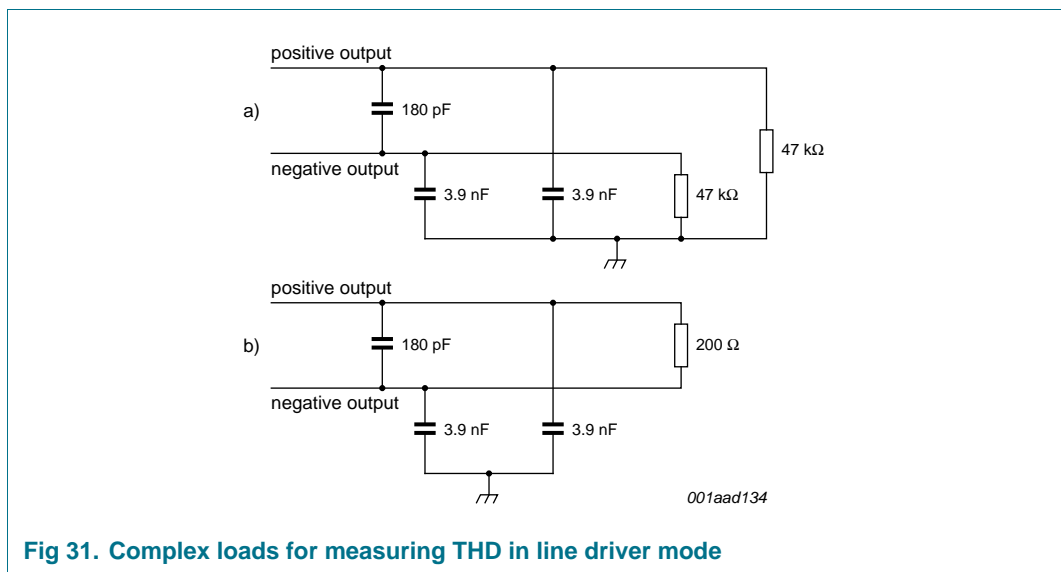 positive output
a)
180 pF
47 kΩ
negative output
3.9 nF
3.9 nF
47 kΩ
positive output
b)
180 pF
200 Ω
negative output
3.9 nF
3.9 nF
001aad134
Fig 31. Complex loads for measuring THD in line driver mode